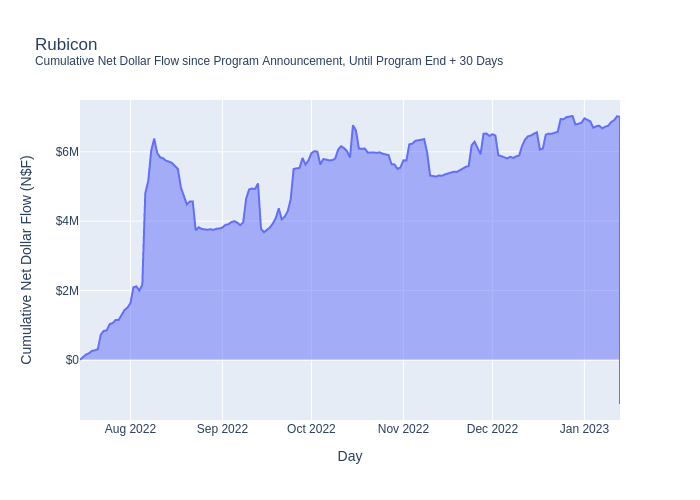 Rubicon
Cumulative Net Dollar Flow since Program Announcement, Until Program End + 30 Days
Cumulative Net Dollar Flow (N$F)
$6M
$4M
$2M
$0
Aug 2022 Sep 2022 Oct 2022 Nov 2022 Dec 2022 Jan 2023
Day